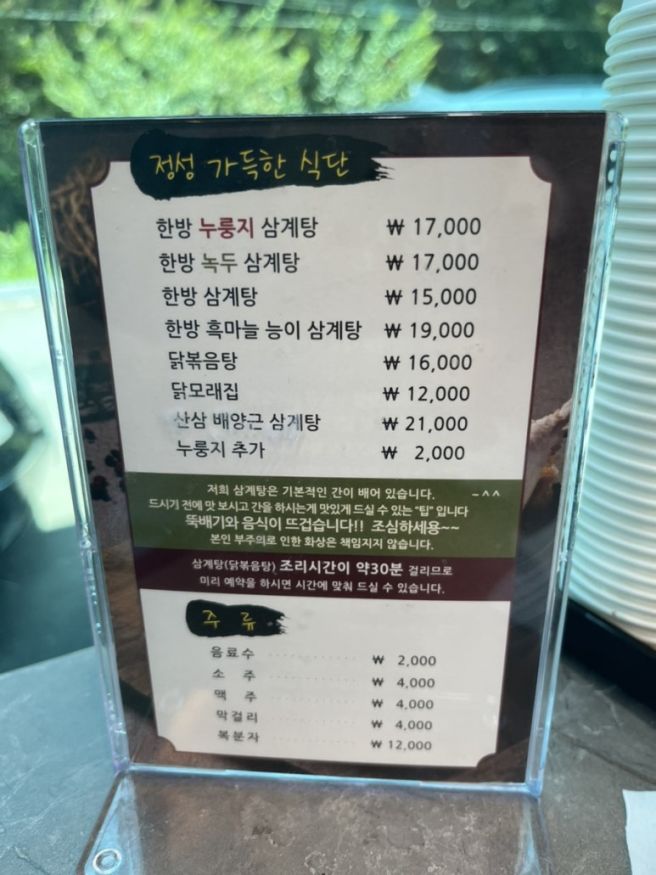 정성 가득한 식단
한방 누룽지 삼계탕 ₩ 17,000
한방 녹두 삼계탕 ₩ 17,000
한방 삼계탕 ₩ 15,000
한방 흑마늘 능이 삼계탕 ₩ 19,000
닭볶음탕 ₩ 16,000
닭모래집 ₩ 12,000
산삼 배양근 삼계탕 ₩ 21,000
누룽지 추가 ₩ 2,000
저희 삼계탕은 기본적인 간이 배어 있습니다. ~^^
드시기 전에 맛 보시고 간을 하시는게 맛있게 드실 수 있는 "팁" 입니다
뚝배기와 음식이 뜨겁습니다!! 조심하세용~~
본인 부주의로 인한 화상은 책임지지 않습니다.
삼계탕(닭볶음탕) 조리시간이 약30분 걸리므로
미리 예약을 하시면 시간에 맞춰 드실 수 있습니다.
주 류
음료수 ············ ₩ 2,000
소 주 ············ ₩ 4,000
맥 주 ············ ₩ 4,000
막걸리 ············ ₩ 4,000
복분자 ············ ₩ 12,000